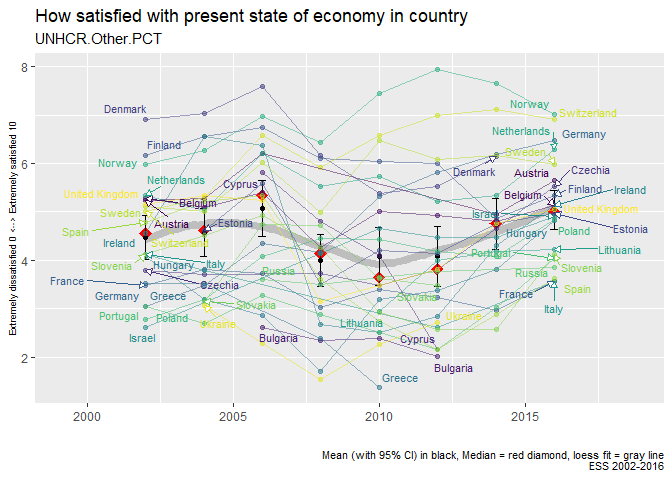 How satisfied with present state of economy in country
UNHCR.Other.PCT
Extremely dissatisfied 0 <-> Extremely satisfied 10
8
6
4
2
Denmark
Finland
Norway
Netherlands
United Kingdom
Belgium
Sweden
Austria
Spain
Ireland
Switzerland
Slovenia
Hungary
Italy
France
Czechia
Germany
Greece
Portugal
Poland
Israel
Cyprus
Estonia
Russia
Slovenia
Ukraine
Bulgaria
Lithuania
Slovakia
Greece
Cyprus
Ukraine
Bulgaria
Norway
Switzerland
Netherlands
Germany
Sweden
Denmark
Austria
Czechia
Belgium
Finland
Ireland
Israel
United Kingdom
Hungary
Poland
Estonia
Portugal
Lithuania
Russia
Slovenia
France
Spain
Italy
2000
2005
2010
2015
Mean (with 95% CI) in black, Median = red diamond, loess fit = gray line
ESS 2002-2016